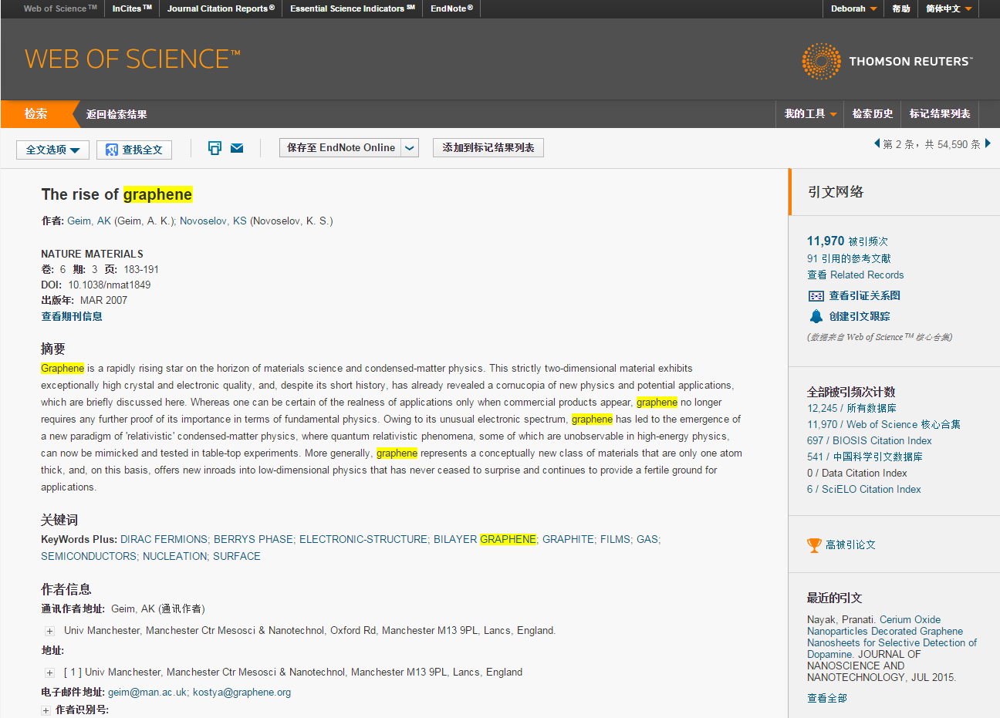 Web of Science™ InCites™ Journal Citation Reports® Essential Science Indicators℠ EndNote® Deborah 帮助 简体中文
WEB OF SCIENCE™
THOMSON REUTERS™
检索 返回检索结果 我的工具 检索历史 标记结果列表
全文选项 查找全文 保存至 EndNote Online 添加到标记结果列表 第 2 条，共 54,590 条
The rise of graphene
作者: Geim, AK (Geim, A. K.); Novoselov, KS (Novoselov, K. S.)
NATURE MATERIALS
卷: 6 期: 3 页: 183-191
DOI: 10.1038/nmat1849
出版年: MAR 2007
查看期刊信息
摘要
Graphene is a rapidly rising star on the horizon of materials science and condensed-matter physics. This strictly two-dimensional material exhibits
exceptionally high crystal and electronic quality, and, despite its short history, has already revealed a cornucopia of new physics and potential applications,
which are briefly discussed here. Whereas one can be certain of the realness of applications only when commercial products appear, graphene no longer
requires any further proof of its importance in terms of fundamental physics. Owing to its unusual electronic spectrum, graphene has led to the emergence of
a new paradigm of 'relativistic' condensed-matter physics, where quantum relativistic phenomena, some of which are unobservable in high-energy physics,
can now be mimicked and tested in table-top experiments. More generally, graphene represents a conceptually new class of materials that are only one atom
thick, and, on this basis, offers new inroads into low-dimensional physics that has never ceased to surprise and continues to provide a fertile ground for
applications.
关键词
KeyWords Plus: DIRAC FERMIONS; BERRYS PHASE; ELECTRONIC-STRUCTURE; BILAYER GRAPHENE; GRAPHITE; FILMS; GAS;
SEMICONDUCTORS; NUCLEATION; SURFACE
作者信息
通讯作者地址: Geim, AK (通讯作者)
Univ Manchester, Manchester Ctr Mesosci & Nanotechnol, Oxford Rd, Manchester M13 9PL, Lancs, England.
地址:
[ 1 ] Univ Manchester, Manchester Ctr Mesosci & Nanotechnol, Manchester M13 9PL, Lancs, England
电子邮件地址: geim@man.ac.uk; kostya@graphene.org
作者识别号:
引文网络
11,970 被引频次
91 引用的参考文献
查看 Related Records
查看引证关系图
创建引文跟踪
(数据来自 Web of Science™ 核心合集)
全部被引频次计数
12,245 / 所有数据库
11,970 / Web of Science 核心合集
697 / BIOSIS Citation Index
541 / 中国科学引文数据库
0 / Data Citation Index
6 / SciELO Citation Index
高被引论文
最近的引文
Nayak, Pranati. Cerium Oxide
Nanoparticles Decorated Graphene
Nanosheets for Selective Detection of
Dopamine. JOURNAL OF
NANOSCIENCE AND
NANOTECHNOLOGY, JUL 2015.
查看全部